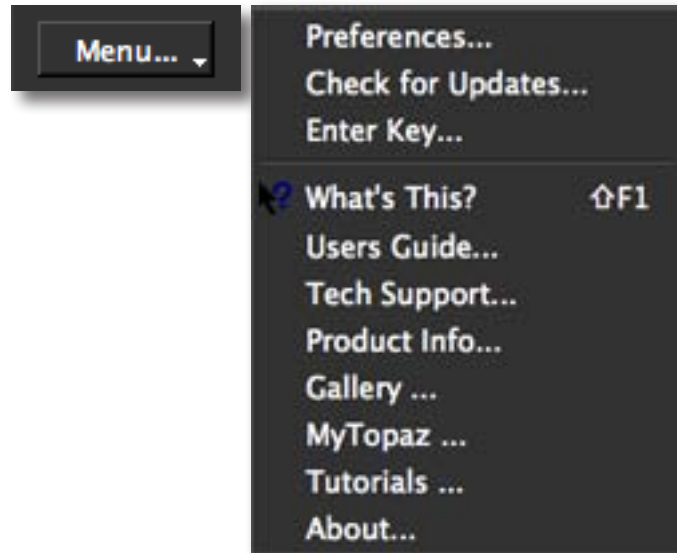 Menu...
Preferences...
Check for Updates...
Enter Key...
? What's This? ⇧F1
Users Guide...
Tech Support...
Product Info...
Gallery ...
MyTopaz ...
Tutorials ...
About...